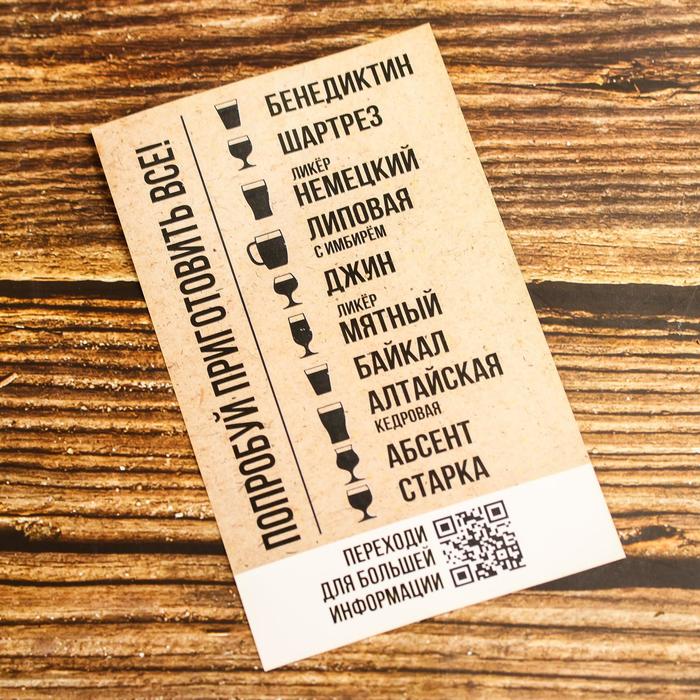 ПОПРОБУЙ ПРИГОТОВИТЬ ВСЕ!
БЕНЕДИКТИН
ШАРТРЕЗ
ЛИКЁР
НЕМЕЦКИЙ
ЛИПОВАЯ
С ИМБИРЁМ
ДЖИН
ЛИКЁР
МЯТНЫЙ
БАЙКАЛ
АЛТАЙСКАЯ
КЕДРОВАЯ
АБСЕНТ
СТАРКА
ПЕРЕХОДИ
ДЛЯ БОЛЬШЕЙ
ИНФОРМАЦИИ